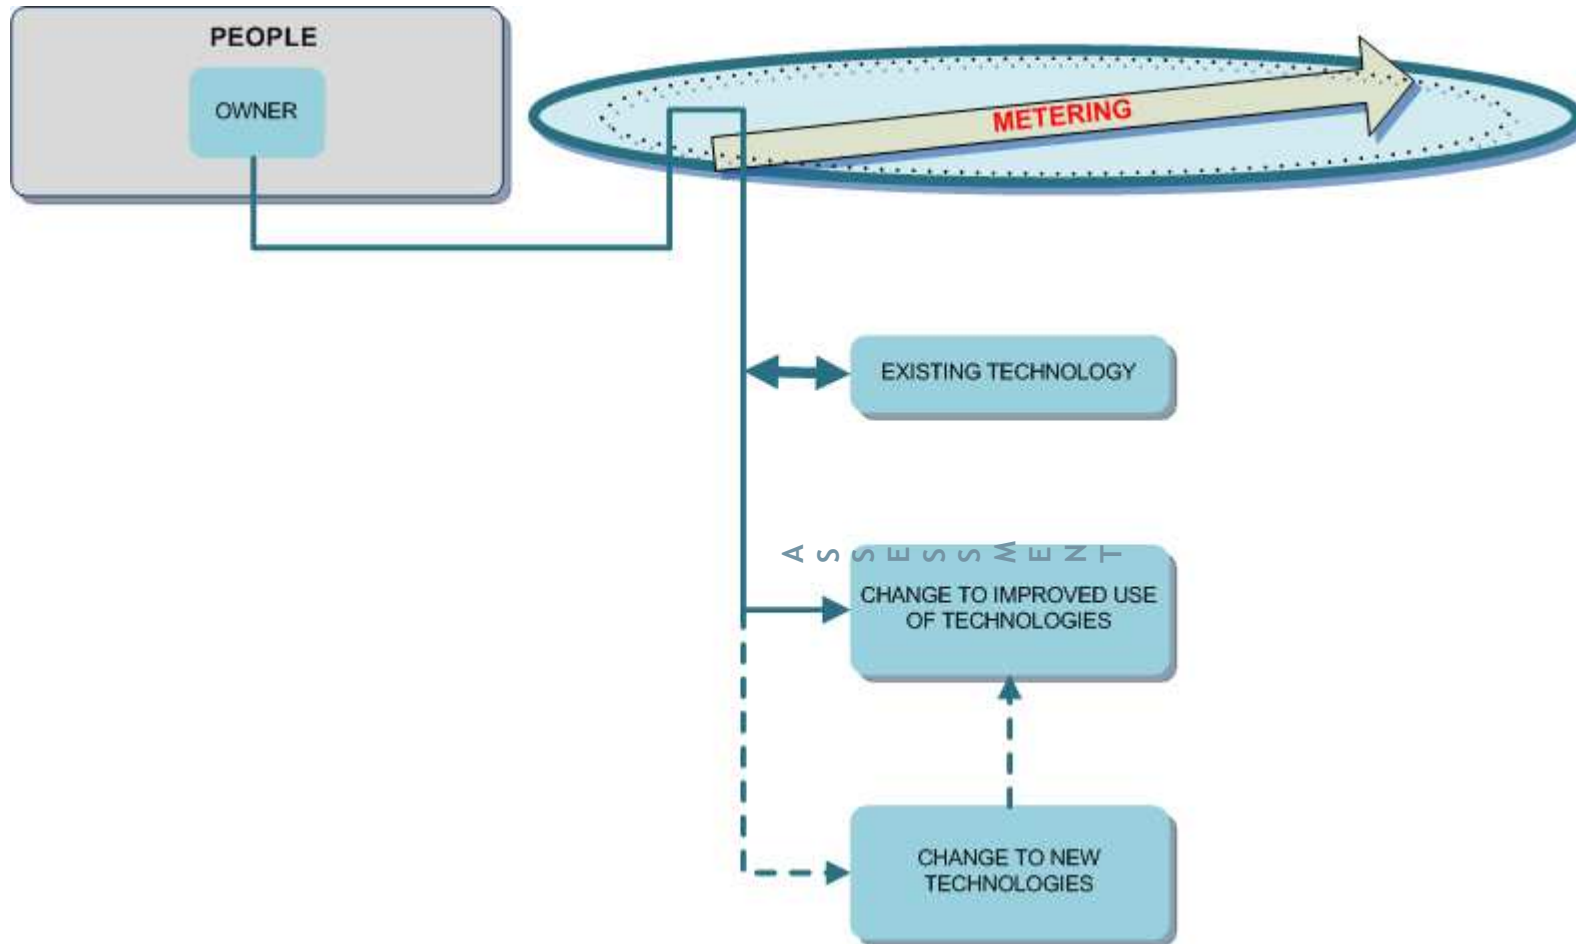 PEOPLE
OWNER
METERING
EXISTING TECHNOLOGY
ASSESSMENT
CHANGE TO IMPROVED USE
OF TECHNOLOGIES
CHANGE TO NEW
TECHNOLOGIES